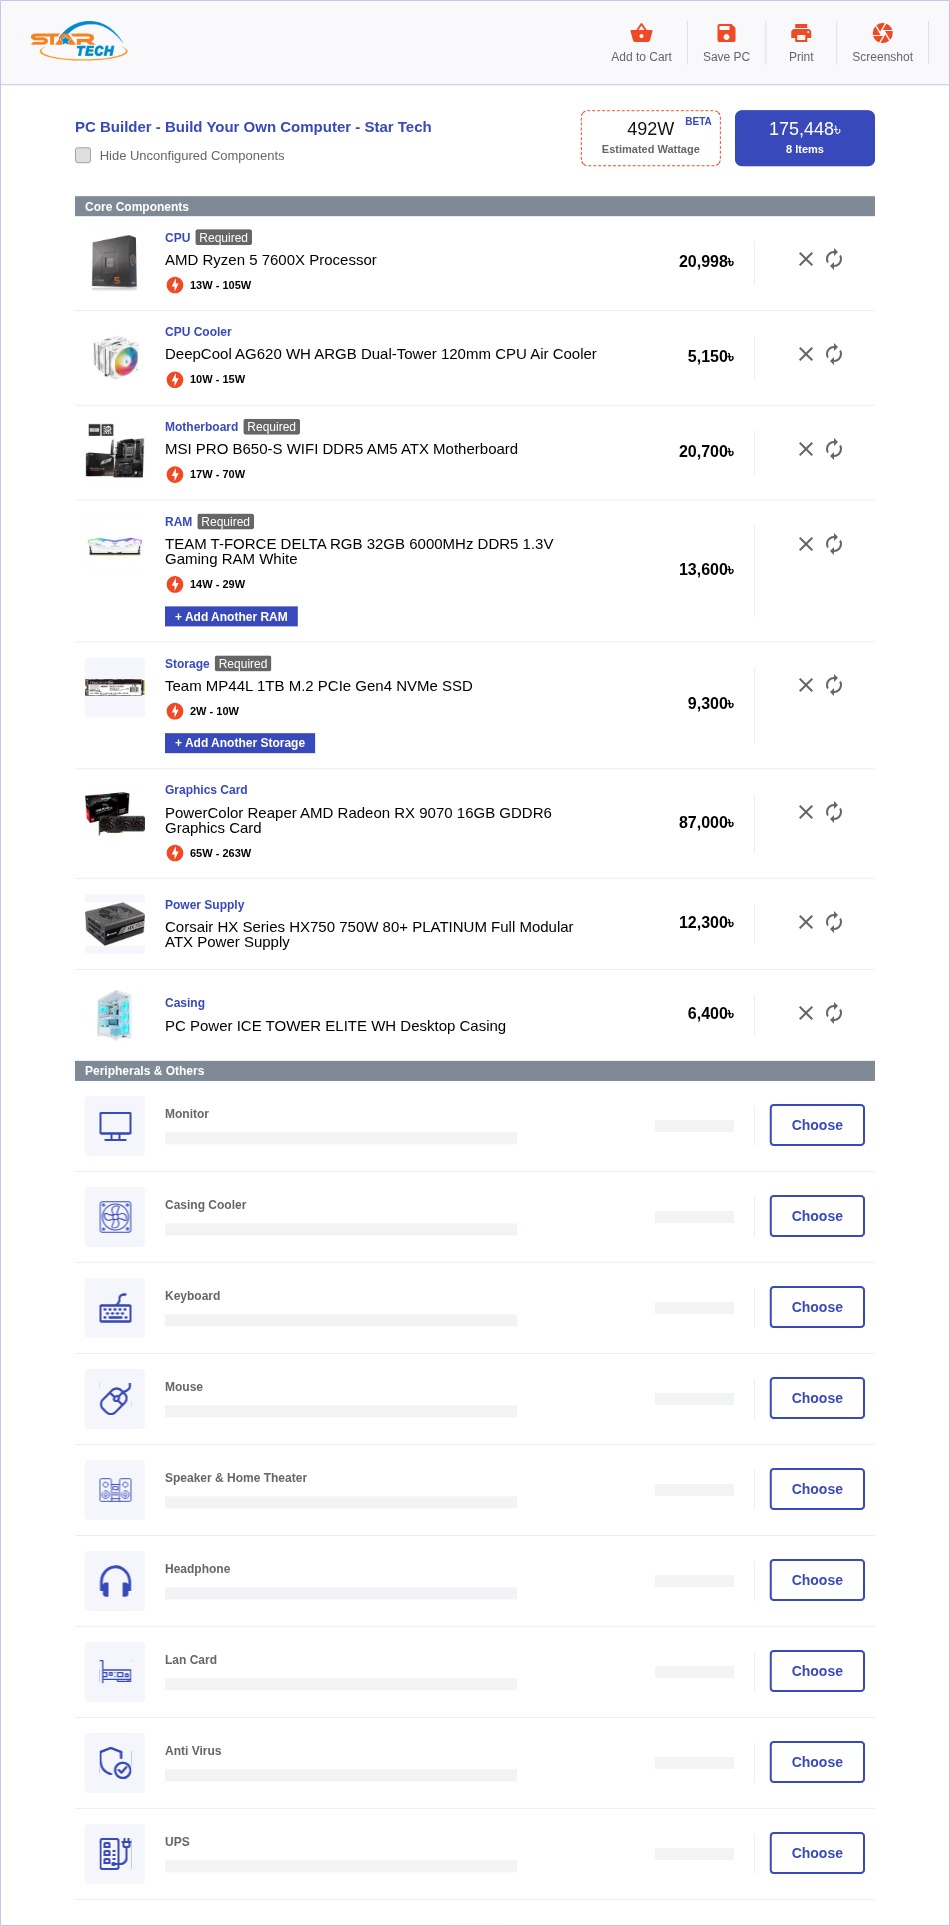 STAR
TECH
Add to Cart
Save PC
Print
Screenshot
PC Builder - Build Your Own Computer - Star Tech
Hide Unconfigured Components
492W
BETA
Estimated Wattage
175,448৳
8 Items
Core Components
CPU Required
AMD Ryzen 5 7600X Processor
13W - 105W
20,998৳
CPU Cooler
DeepCool AG620 WH ARGB Dual-Tower 120mm CPU Air Cooler
10W - 15W
5,150৳
Motherboard Required
MSI PRO B650-S WIFI DDR5 AM5 ATX Motherboard
17W - 70W
20,700৳
RAM Required
TEAM T-FORCE DELTA RGB 32GB 6000MHz DDR5 1.3V
Gaming RAM White
14W - 29W
+ Add Another RAM
13,600৳
Storage Required
Team MP44L 1TB M.2 PCIe Gen4 NVMe SSD
2W - 10W
+ Add Another Storage
9,300৳
Graphics Card
PowerColor Reaper AMD Radeon RX 9070 16GB GDDR6
Graphics Card
65W - 263W
87,000৳
Power Supply
Corsair HX Series HX750 750W 80+ PLATINUM Full Modular
ATX Power Supply
12,300৳
Casing
PC Power ICE TOWER ELITE WH Desktop Casing
6,400৳
Peripherals & Others
Monitor
Choose
Casing Cooler
Choose
Keyboard
Choose
Mouse
Choose
Speaker & Home Theater
Choose
Headphone
Choose
Lan Card
Choose
Anti Virus
Choose
UPS
Choose